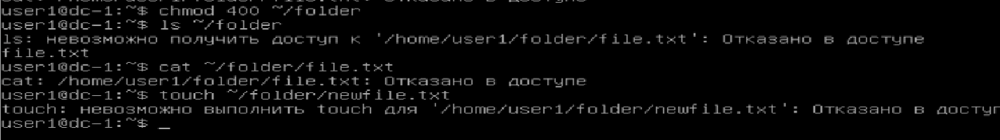 user1@dc-1:~$ chmod 400 ~/folder
user1@dc-1:~$ ls ~/folder
ls: невозможно получить доступ к '/home/user1/folder/file.txt': Отказано в доступе
file.txt
user1@dc-1:~$ cat ~/folder/file.txt
cat: /home/user1/folder/file.txt: Отказано в доступе
user1@dc-1:~$ touch ~/folder/newfile.txt
touch: невозможно выполнить touch для '/home/user1/folder/newfile.txt': Отказано в доступ
user1@dc-1:~$ _